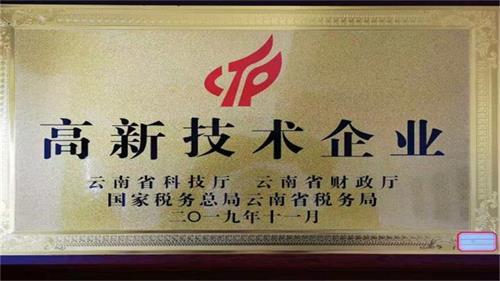 高新技术企业
云南省科技厅 云南省财政厅
国家税务总局云南省税务局
二〇一九年十一月